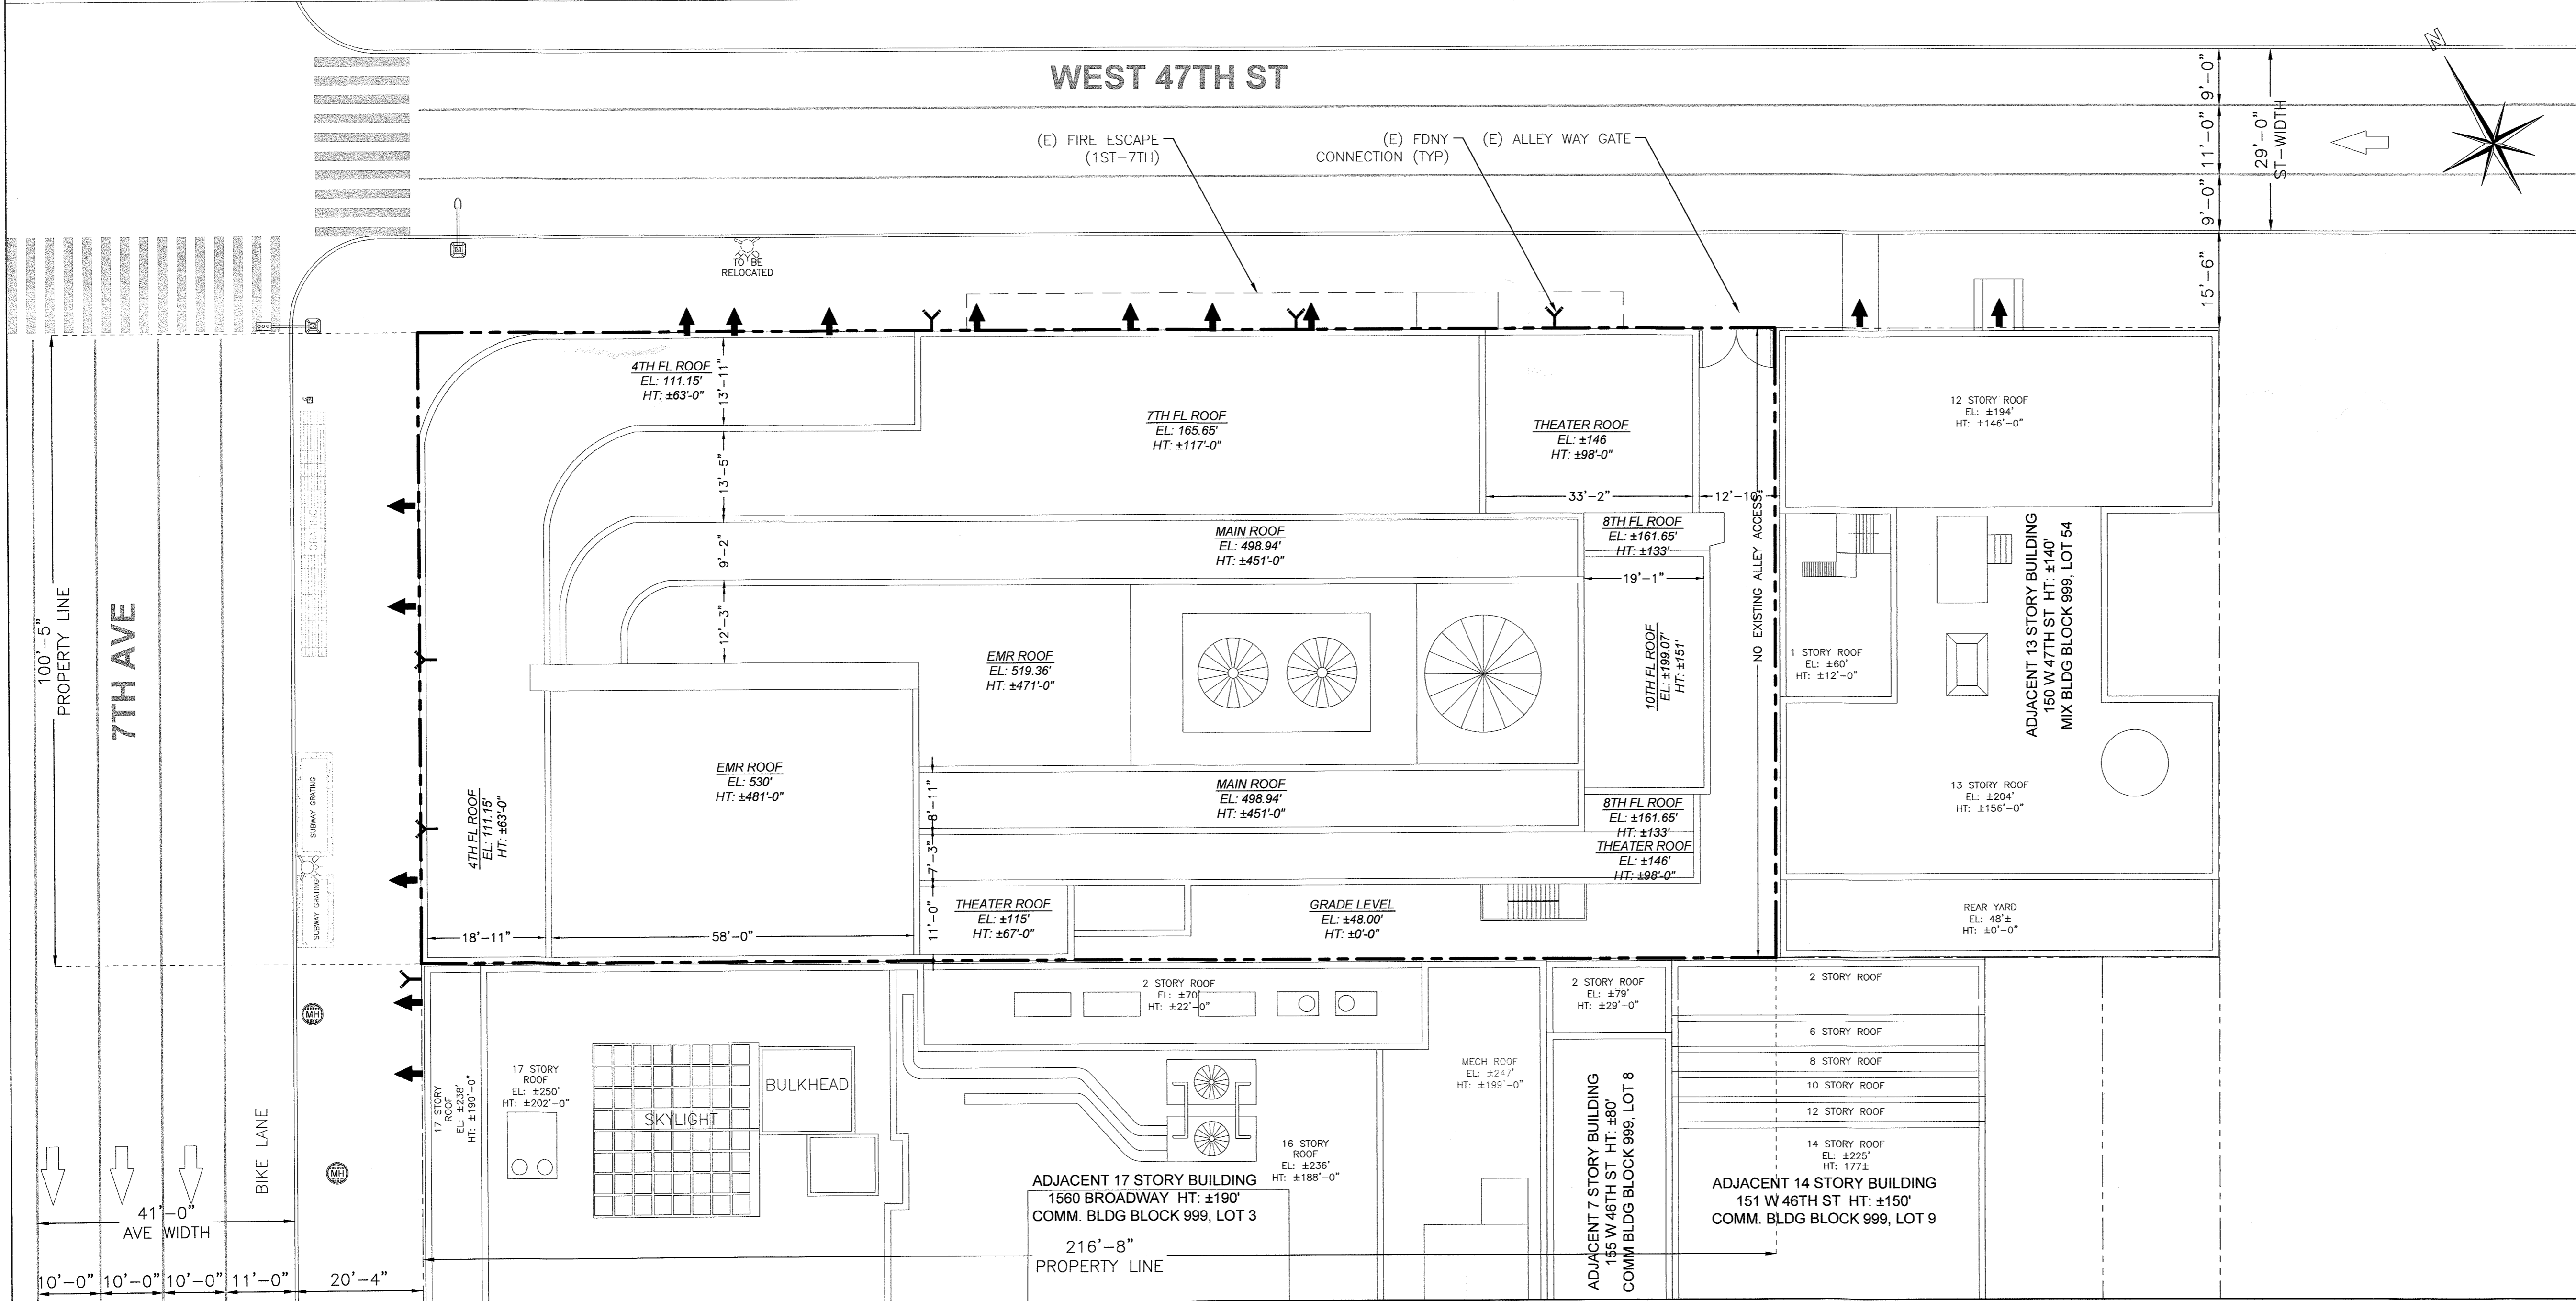 WEST 47TH ST
N
9'-0"
11'-0"
9'-0"
29'-0"
ST-WIDTH
15'-6"
(E) FIRE ESCAPE
(1ST-7TH)
(E) FDNY
CONNECTION (TYP)
(E) ALLEY WAY GATE
TO BE
RELOCATED
100'-5"
PROPERTY LINE
7TH AVE
GRATING
SUBWAY GRATING
SUBWAY GRATING
4TH FL ROOF
EL: 111.15'
HT: ±63'-0"
13'-11"
13'-5"
9'-2"
12'-3"
7TH FL ROOF
EL: 165.65'
HT: ±117'-0"
THEATER ROOF
EL: ±146
HT: ±98'-0"
33'-2"
12'-10"
NO EXISTING ALLEY ACCESS
MAIN ROOF
EL: 498.94'
HT: ±451'-0"
8TH FL ROOF
EL: ±161.65'
HT: ±133'
19'-1"
10TH FL ROOF
EL: ±199.07'
HT: ±151'
EMR ROOF
EL: 519.36'
HT: ±471'-0"
EMR ROOF
EL: 530'
HT: ±481'-0"
4TH FL ROOF
EL: 111.15'
HT: ±63'-0"
MAIN ROOF
EL: 498.94'
HT: ±451'-0"
8'-11"
7'-3"
11'-0"
8TH FL ROOF
EL: ±161.65'
HT: ±133'
THEATER ROOF
EL: ±146'
HT: ±98'-0"
THEATER ROOF
EL: ±115'
HT: ±67'-0"
GRADE LEVEL
EL: ±48.00'
HT: ±0'-0"
18'-11"
58'-0"
12 STORY ROOF
EL: ±194'
HT: ±146'-0"
1 STORY ROOF
EL: ±60'
HT: ±12'-0"
ADJACENT 13 STORY BUILDING
150 W 47TH ST HT: ±140'
MIX BLDG BLOCK 999, LOT 54
13 STORY ROOF
EL: ±204'
HT: ±156'-0"
REAR YARD
EL: 48'±
HT: ±0'-0"
MH
MH
17 STORY
ROOF
EL: ±238'
HT: ±190'-0"
17 STORY
ROOF
EL: ±250'
HT: ±202'-0"
SKYLIGHT
BULKHEAD
2 STORY ROOF
EL: ±70'
HT: ±22'-0"
16 STORY
ROOF
EL: ±236'
HT: ±188'-0"
ADJACENT 17 STORY BUILDING
1560 BROADWAY HT: ±190'
COMM. BLDG BLOCK 999, LOT 3
MECH ROOF
EL: ±247'
HT: ±199'-0"
2 STORY ROOF
EL: ±79'
HT: ±29'-0"
ADJACENT 7 STORY BUILDING
155 W 46TH ST HT: ±80'
COMM BLDG BLOCK 999, LOT 8
2 STORY ROOF
6 STORY ROOF
8 STORY ROOF
10 STORY ROOF
12 STORY ROOF
14 STORY ROOF
EL: ±225'
HT: 177±
ADJACENT 14 STORY BUILDING
151 W 46TH ST HT: ±150'
COMM. BLDG BLOCK 999, LOT 9
BIKE LANE
41'-0"
AVE WIDTH
10'-0"
10'-0"
10'-0"
11'-0"
20'-4"
216'-8"
PROPERTY LINE